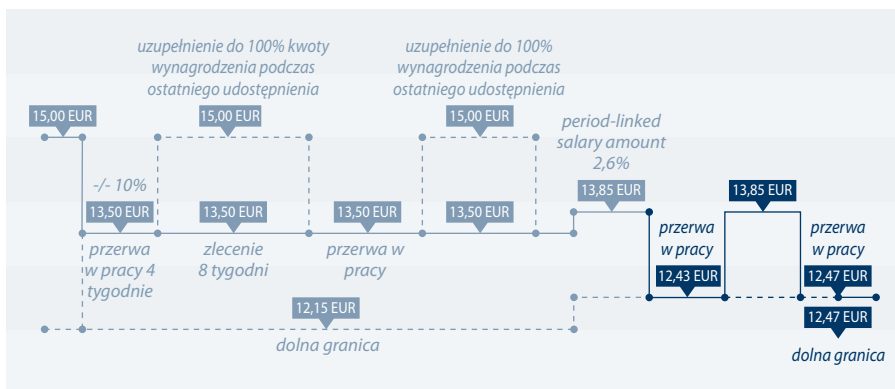 uzupełnienie do 100% kwoty
wynagrodzenia podczas
ostatniego udostępnienia
uzupełnienie do 100%
wynagrodzenia podczas
ostatniego udostępnienia
15,00 EUR
15,00 EUR
15,00 EUR
period-linked
salary amount
2,6%
-/- 10%
13,85 EUR
13,85 EUR
13,50 EUR
13,50 EUR
13,50 EUR
13,50 EUR
przerwa
w pracy 4
tygodnie
zlecenie
8 tygodni
przerwa w
pracy
przerwa
w pracy
przerwa
w pracy
12,43 EUR
12,47 EUR
12,15 EUR
12,47 EUR
dolna granica
dolna granica